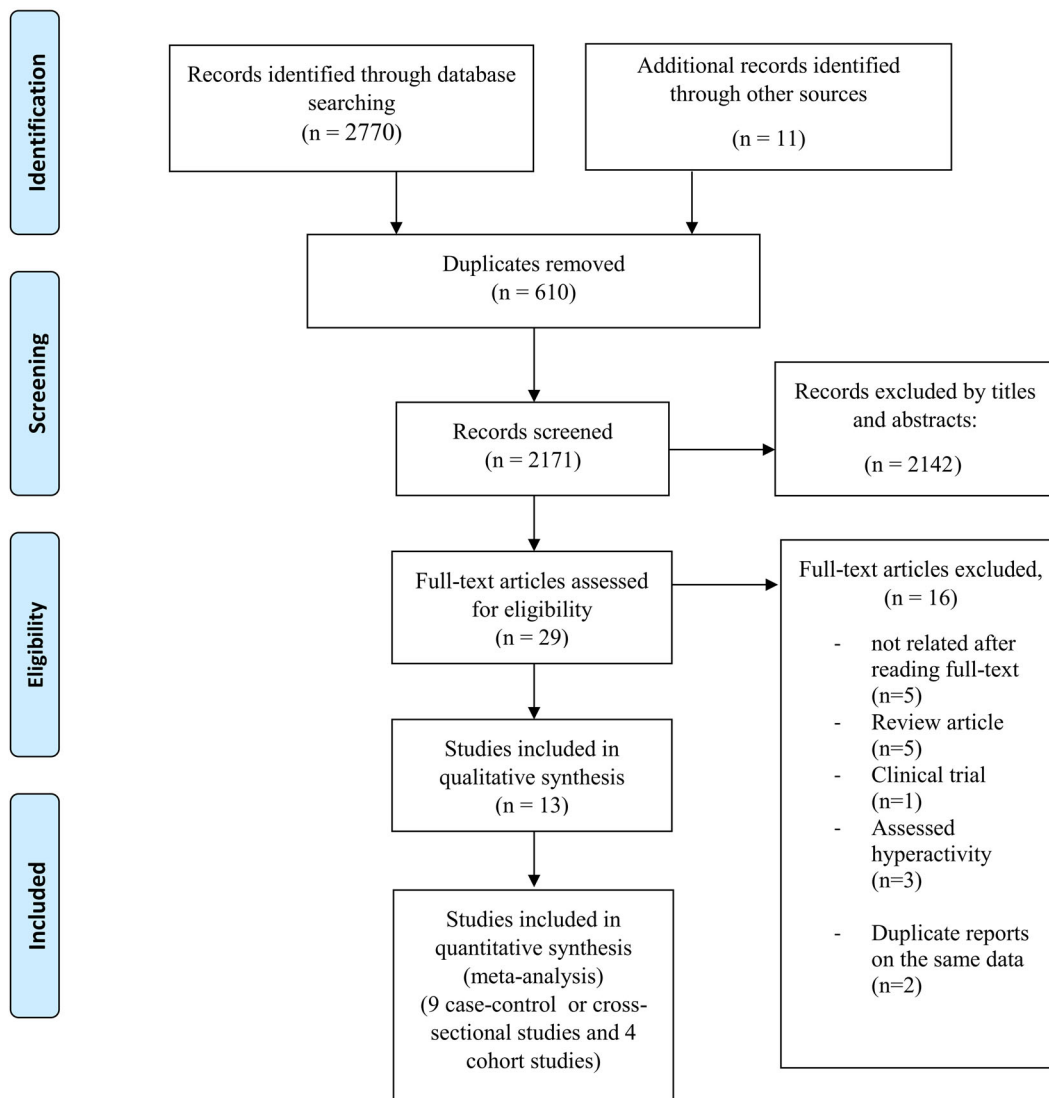 Identification
Records identified through database
searching
(n = 2770)
Additional records identified
through other sources
(n = 11)
Duplicates removed
(n = 610)
Screening
Records screened
(n = 2171)
Records excluded by titles
and abstracts:
(n = 2142)
Eligibility
Full-text articles assessed
for eligibility
(n = 29)
Full-text articles excluded,
(n = 16)
- not related after
reading full-text
(n=5)
- Review article
(n=5)
- Clinical trial
(n=1)
- Assessed
hyperactivity
(n=3)
- Duplicate reports
on the same data
(n=2)
Studies included in
qualitative synthesis
(n = 13)
Included
Studies included in
quantitative synthesis
(meta-analysis)
(9 case-control or cross-
sectional studies and 4
cohort studies)